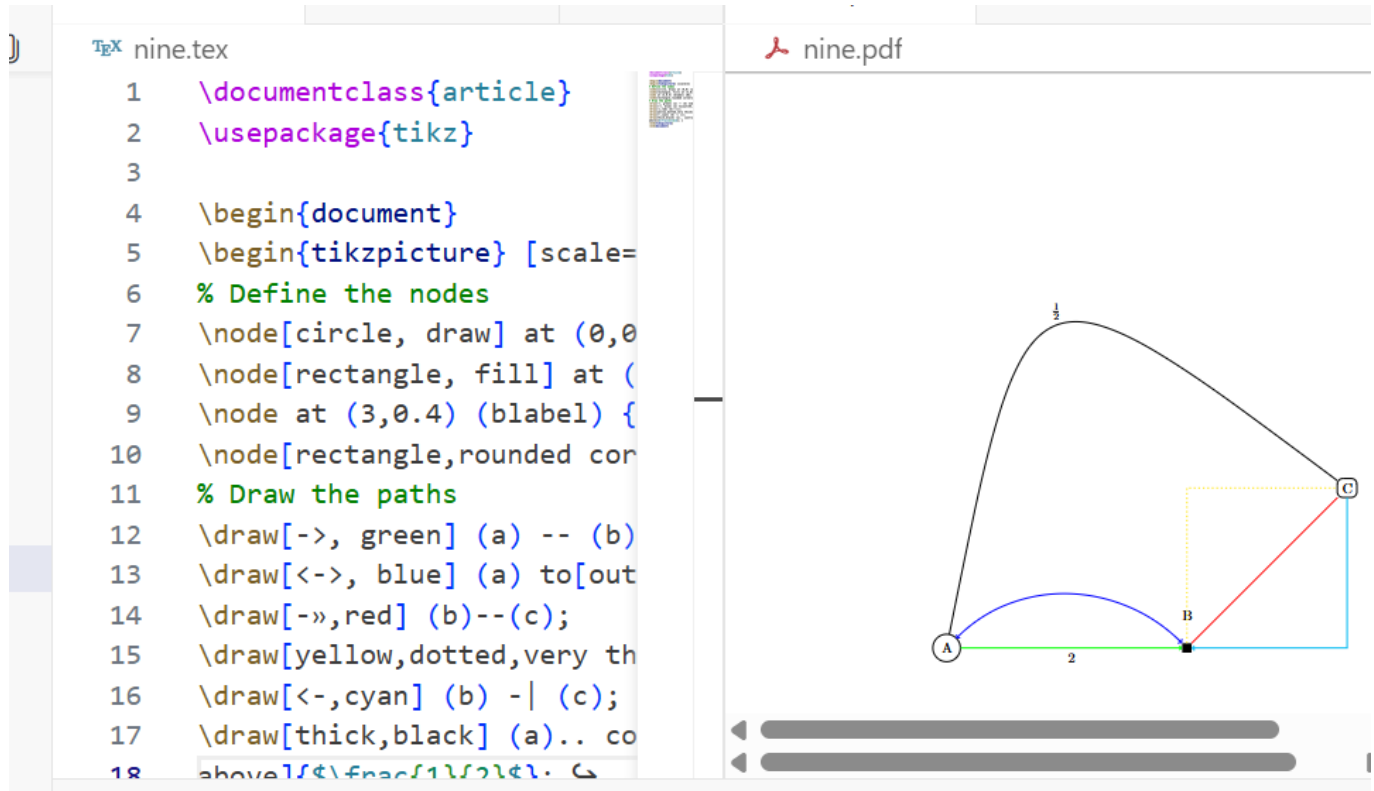 TEX nine.tex
nine.pdf
1 \documentclass{article}
2 \usepackage{tikz}
3
4 \begin{document}
5 \begin{tikzpicture} [scale=
6 % Define the nodes
7 \node[circle, draw] at (0,0
8 \node[rectangle, fill] at (
9 \node at (3,0.4) (blabel) {
10 \node[rectangle,rounded cor
11 % Draw the paths
12 \draw[->, green] (a) -- (b)
13 \draw[<->, blue] (a) to[out
14 \draw[-»,red] (b)--(c);
15 \draw[yellow,dotted,very th
16 \draw[<-,cyan] (b) -| (c);
17 \draw[thick,black] (a).. co
18 above]{$\frac{1}{2}$}; ↪
1/2
C
B
A
2